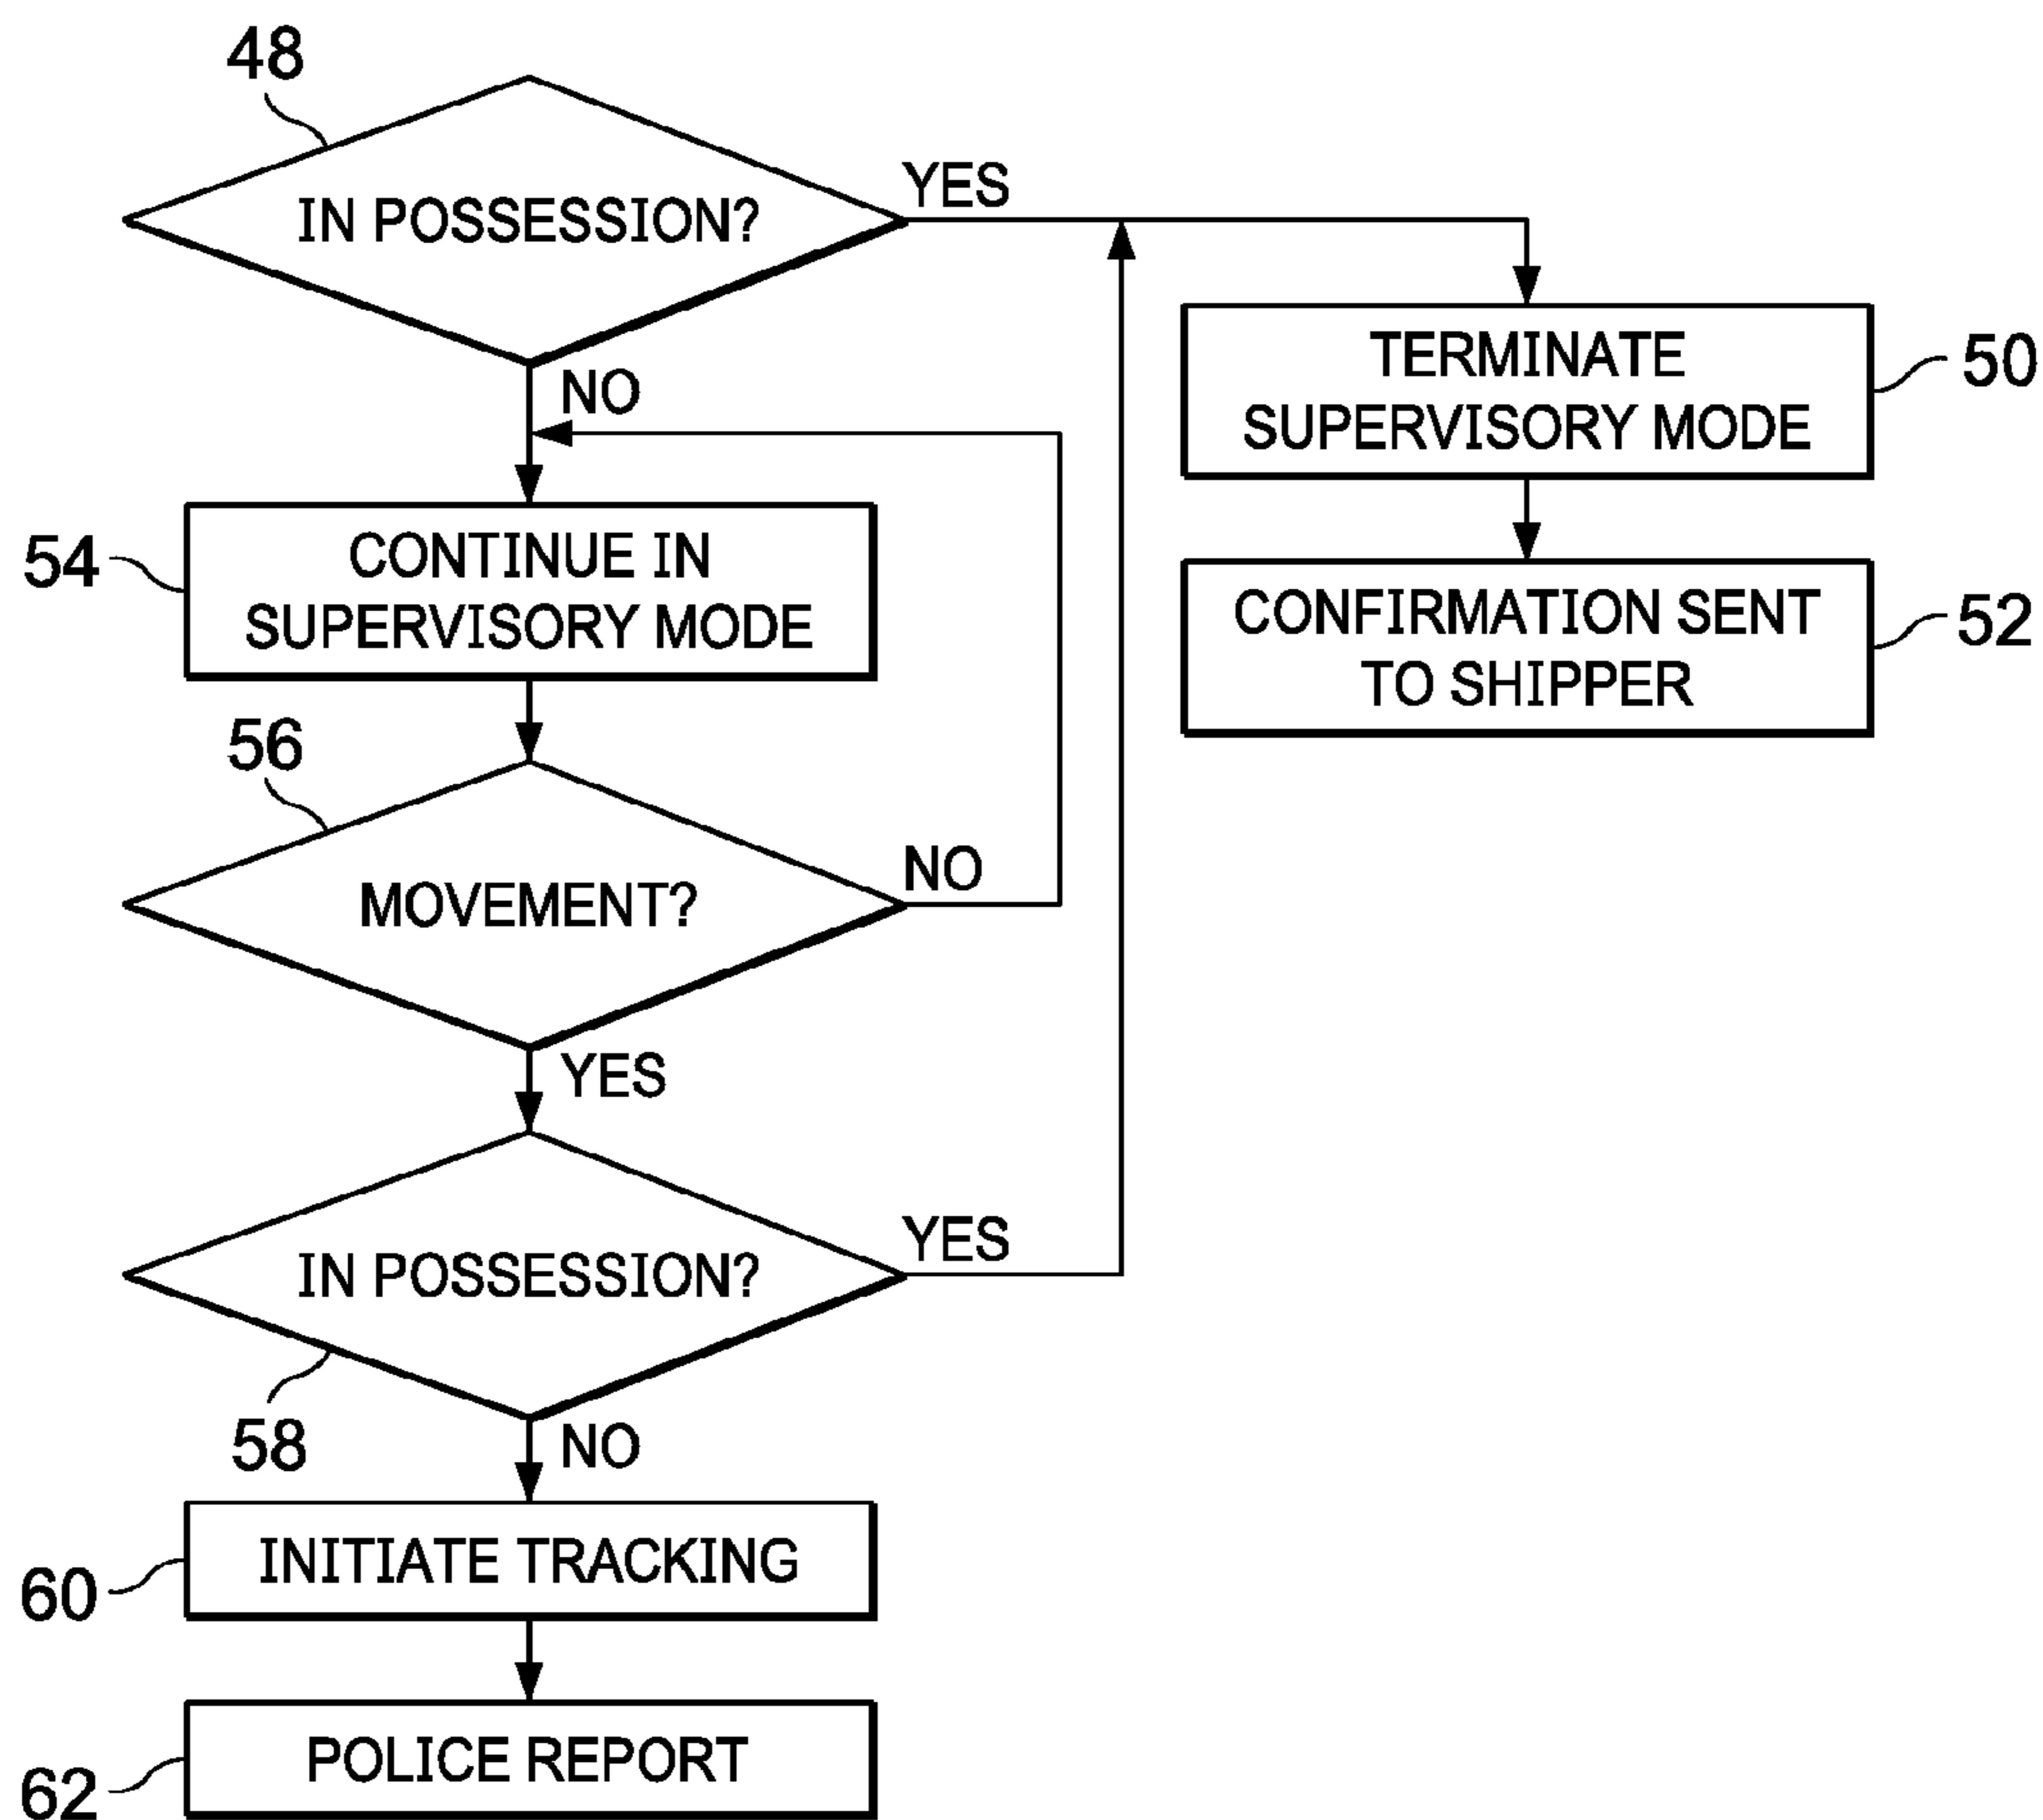 48
IN POSSESSION?
YES
NO
TERMINATE
SUPERVISORY MODE
50
CONFIRMATION SENT
TO SHIPPER
52
54
CONTINUE IN
SUPERVISORY MODE
56
MOVEMENT?
NO
YES
IN POSSESSION?
YES
58
NO
60
INITIATE TRACKING
62
POLICE REPORT